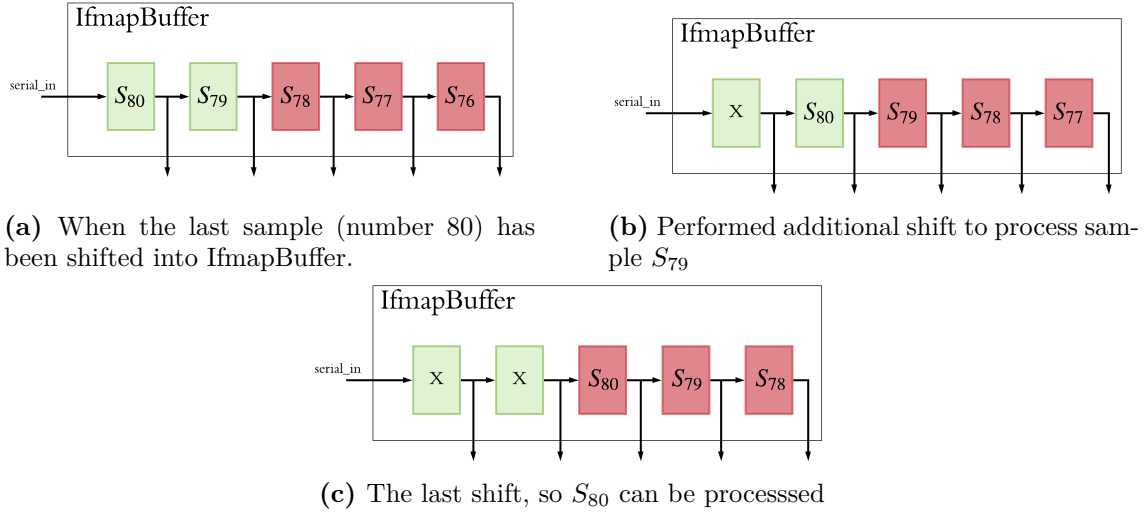 IfmapBuffer
serial_in
S80 S79 S78 S77 S76
(a) When the last sample (number 80) has
been shifted into IfmapBuffer.
IfmapBuffer
serial_in
X S80 S79 S78 S77
(b) Performed additional shift to process sam-
ple S79
IfmapBuffer
serial_in
X X S80 S79 S78
(c) The last shift, so S80 can be processsed